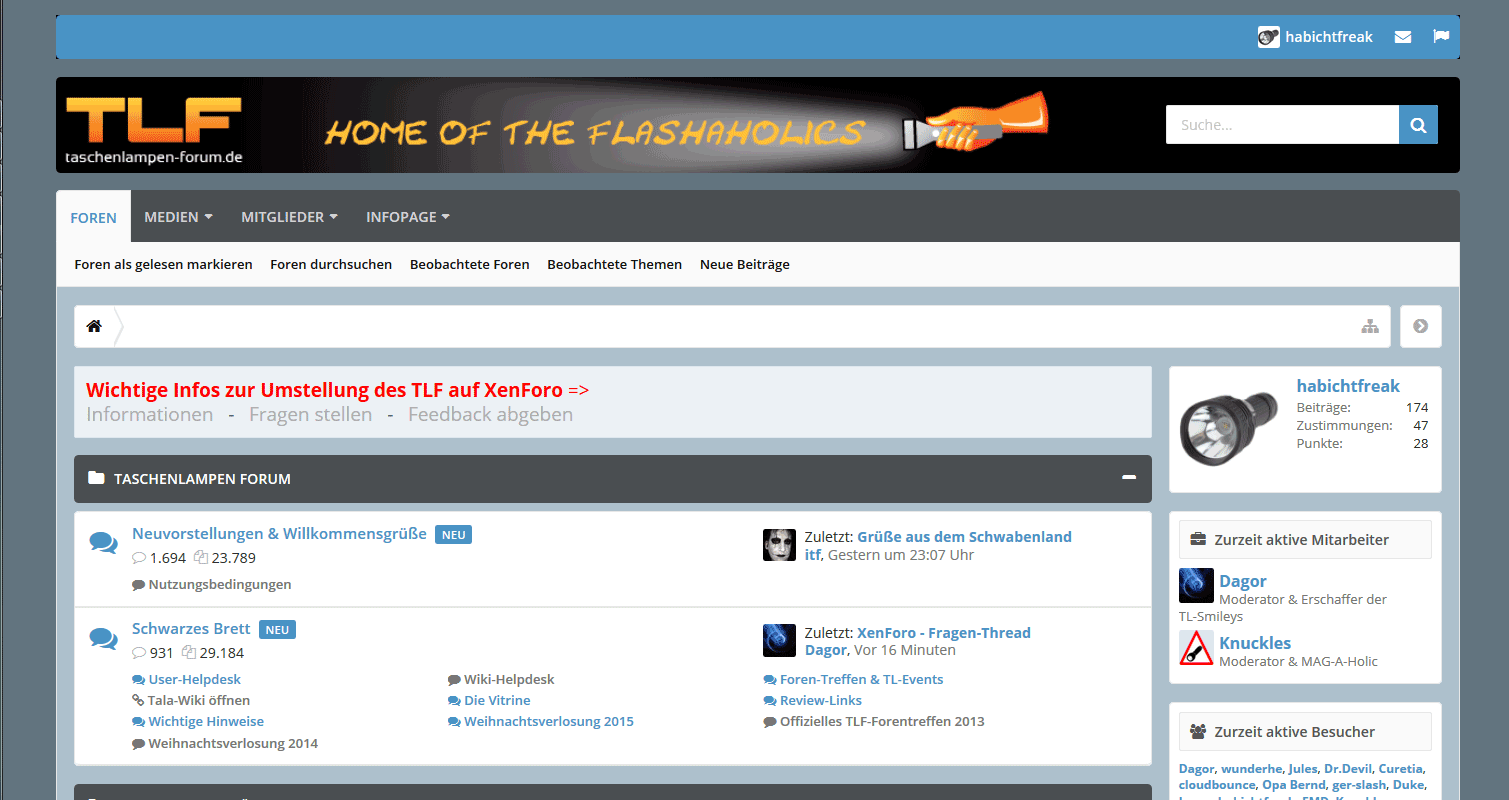 habichtfreak
TLF
taschenlampen-forum.de
HOME OF THE FLASHAHOLICS
Suche...
FOREN MEDIEN MITGLIEDER INFOPAGE
Foren als gelesen markieren Foren durchsuchen Beobachtete Foren Beobachtete Themen Neue Beiträge
Wichtige Infos zur Umstellung des TLF auf XenForo =>
Informationen - Fragen stellen - Feedback abgeben
TASCHENLAMPEN FORUM
Neuvorstellungen & Willkommensgrüße NEU
1.694 23.789
Nutzungsbedingungen
Zuletzt: Grüße aus dem Schwabenland
itf, Gestern um 23:07 Uhr
Schwarzes Brett NEU
931 29.184
Zuletzt: XenForo - Fragen-Thread
Dagor, Vor 16 Minuten
User-Helpdesk Wiki-Helpdesk Foren-Treffen & TL-Events
Tala-Wiki öffnen Die Vitrine Review-Links
Wichtige Hinweise Weihnachtsverlosung 2015 Offizielles TLF-Forentreffen 2013
Weihnachtsverlosung 2014
habichtfreak
Beiträge: 174
Zustimmungen: 47
Punkte: 28
Zurzeit aktive Mitarbeiter
Dagor
Moderator & Erschaffer der
TL-Smileys
Knuckles
Moderator & MAG-A-Holic
Zurzeit aktive Besucher
Dagor, wunderhe, Jules, Dr.Devil, Curetia,
cloudbounce, Opa Bernd, ger-slash, Duke,